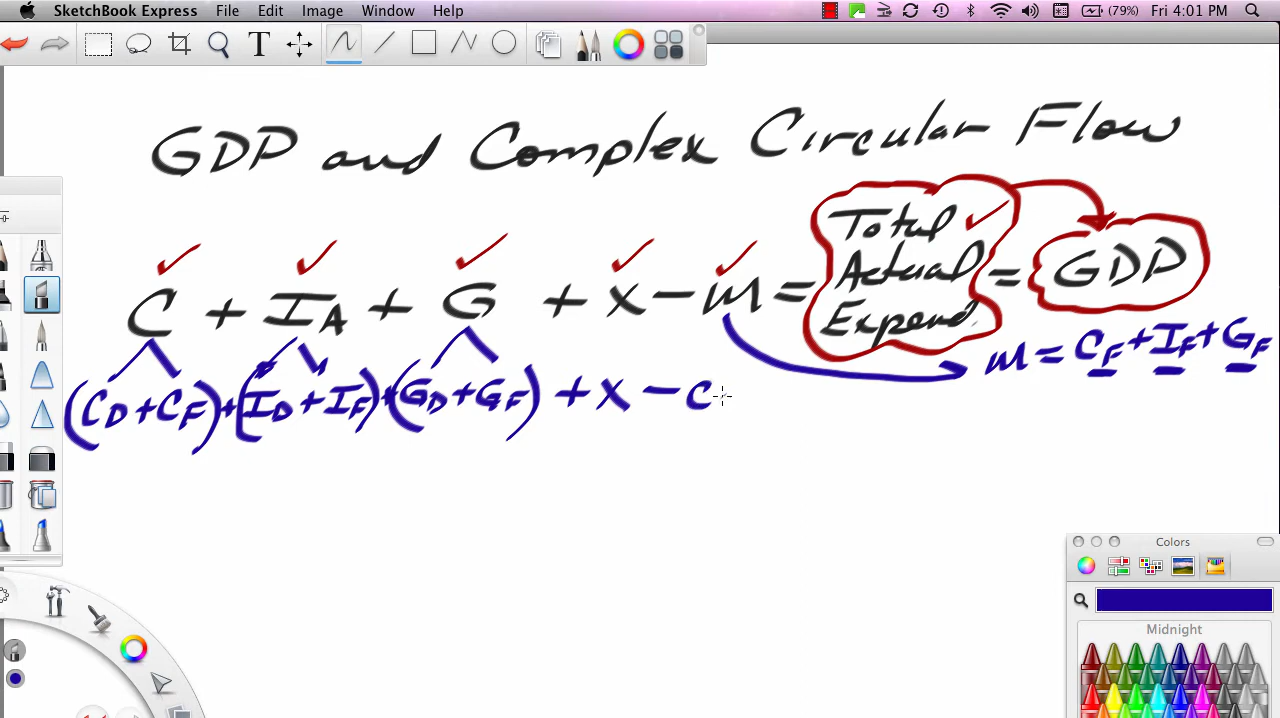 SketchBook Express File Edit Image Window Help (79%) Fri 4:01 PM
T
GDP and Complex Circular Flow
C + IA + G + X - M = Total Actual Expend. = GDP
M = CF + IF + GF
(CD + CF) + (ID + IF) + (GD + GF) + X - C
Colors
Midnight